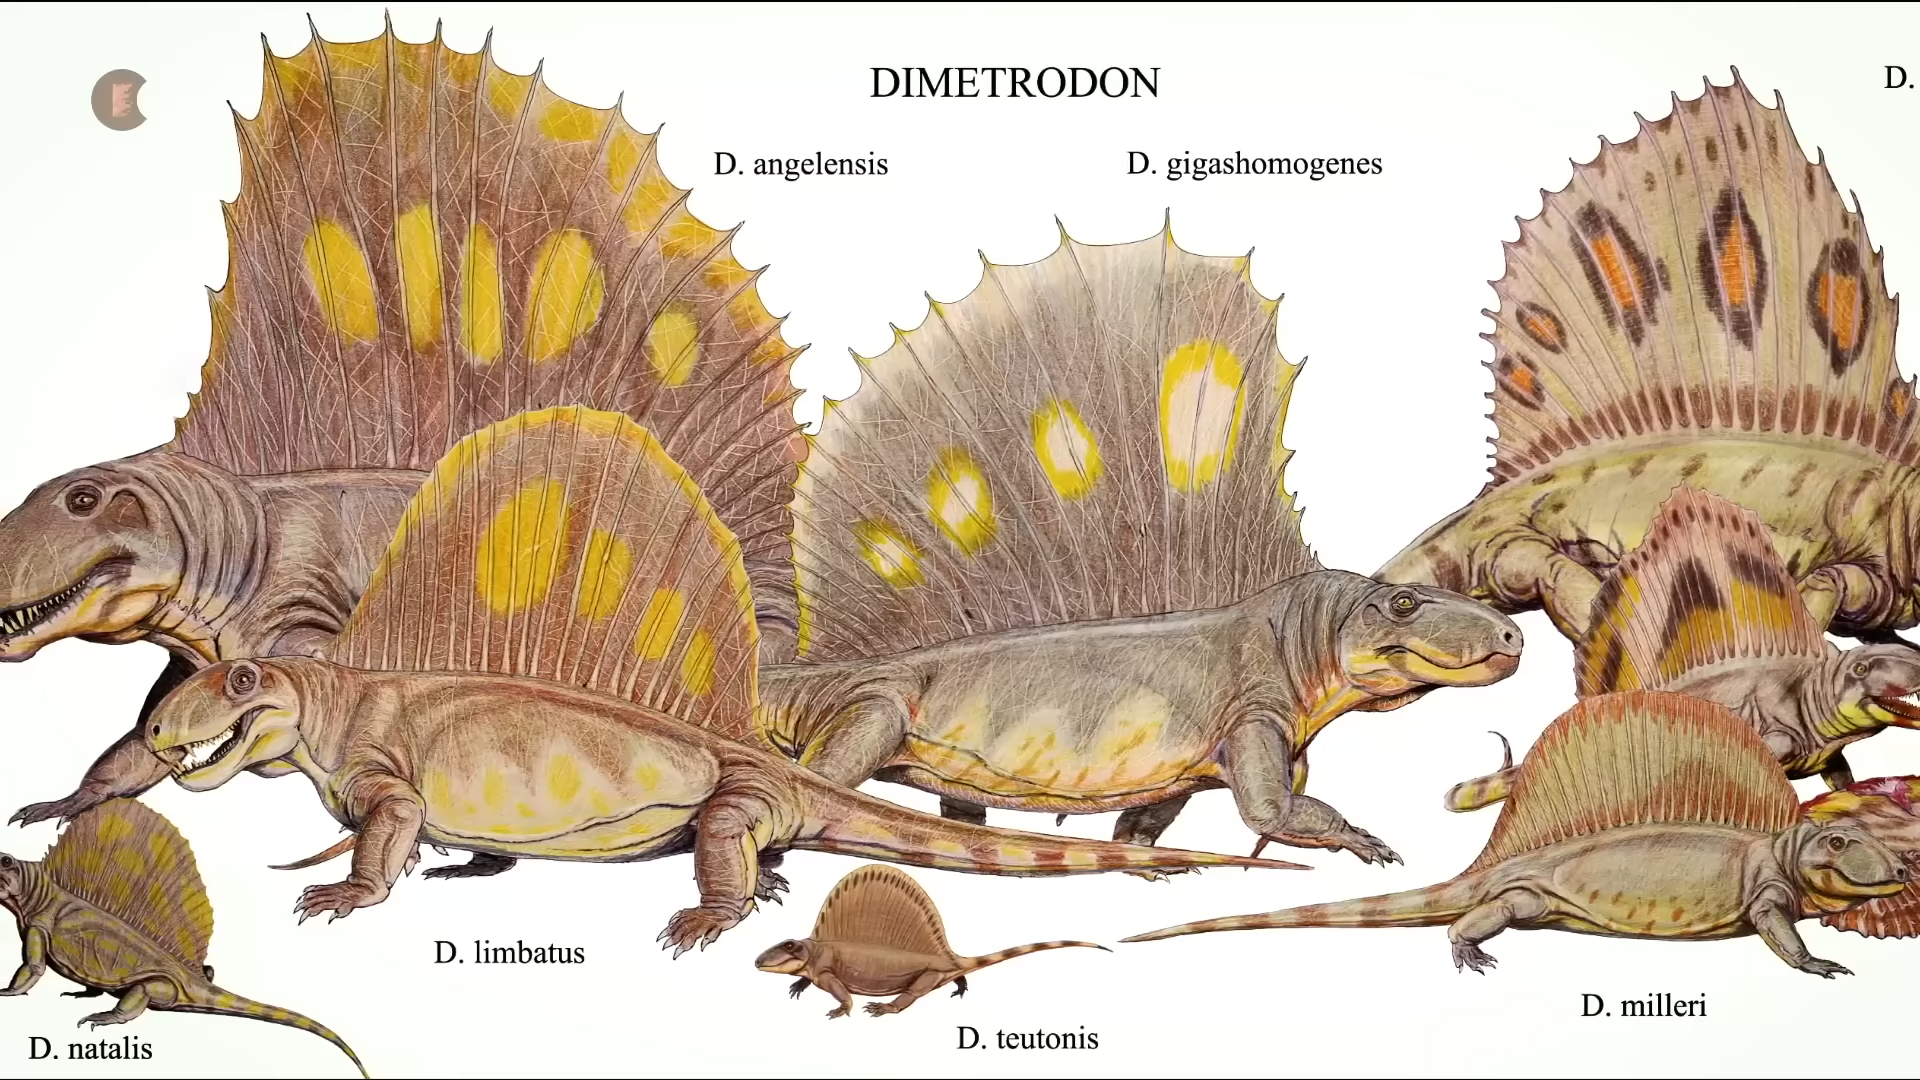 DIMETRODON
D.
D. angelensis
D. gigashomogenes
D. limbatus
D. milleri
D. teutonis
D. natalis